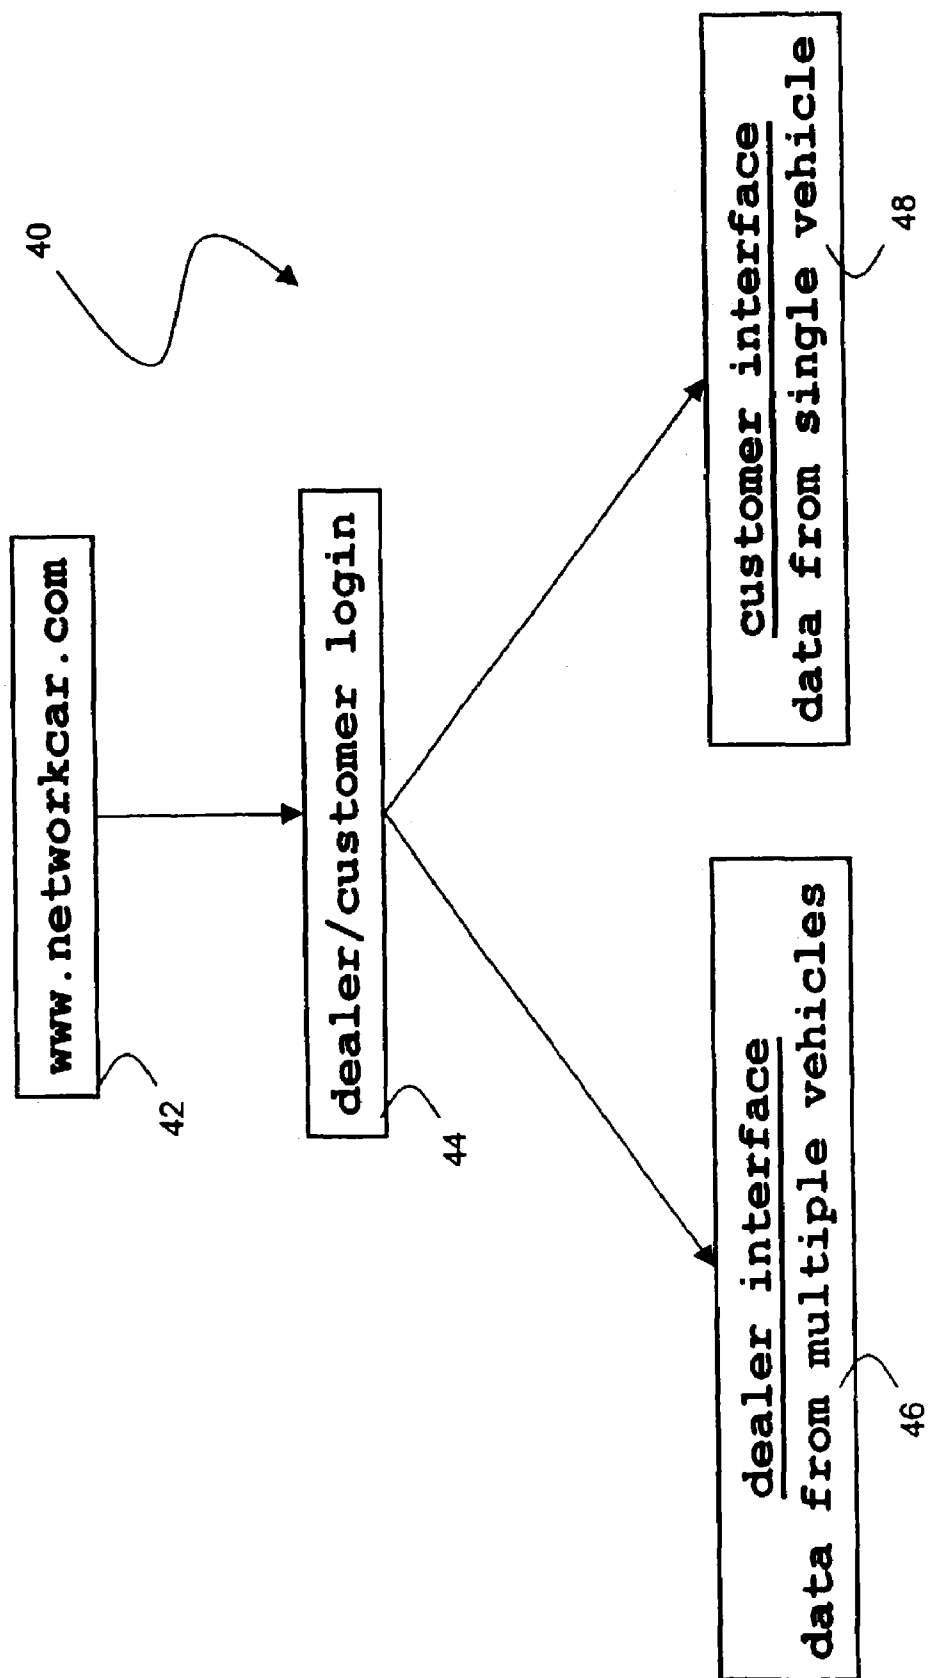 40
www.networkcar.com
42
dealer/customer login
44
dealer interface
data from multiple vehicles
46
customer interface
data from single vehicle
48